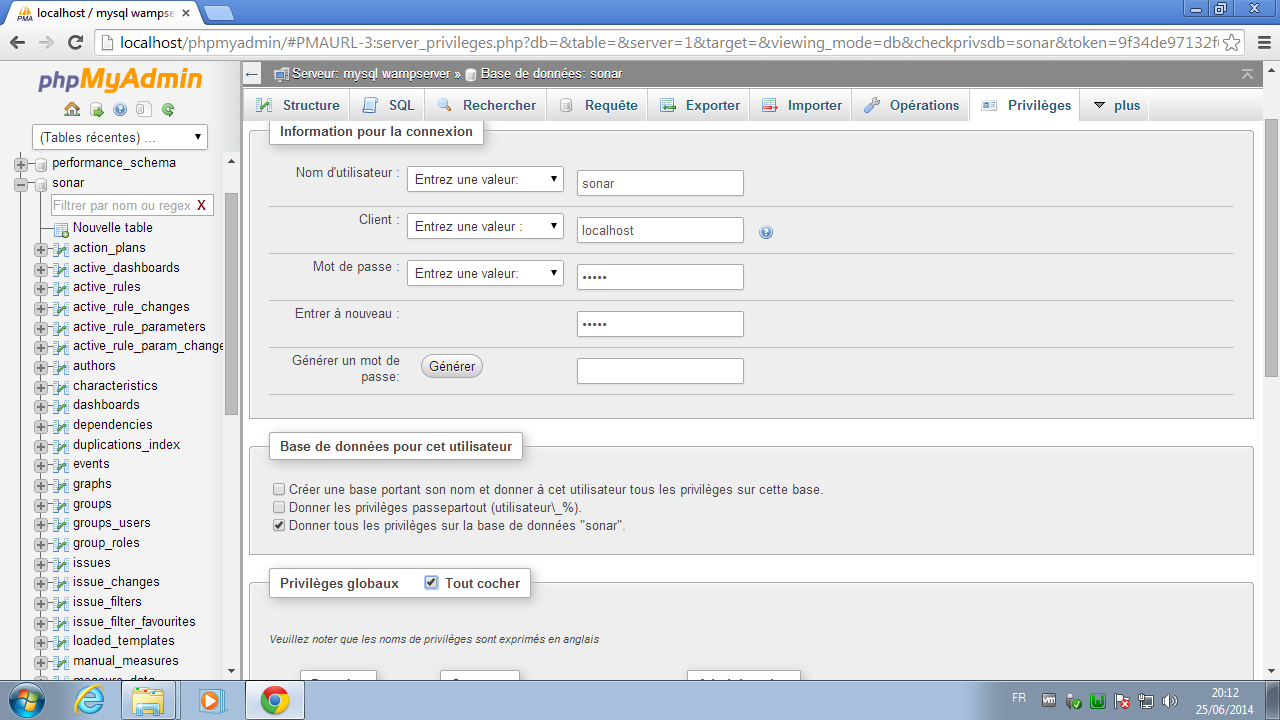 localhost / mysql wampse
localhost/phpmyadmin/#PMAURL-3:server_privileges.php?db=&table=&server=1&target=&viewing_mode=db&checkprivsdb=sonar&token=9f34de97132f
phpMyAdmin
(Tables récentes) ...
performance_schema
sonar
Filtrer par nom ou regex X
Nouvelle table
action_plans
active_dashboards
active_rules
active_rule_changes
active_rule_parameters
active_rule_param_change
authors
characteristics
dashboards
dependencies
duplications_index
events
graphs
groups
groups_users
group_roles
issues
issue_changes
issue_filters
issue_filter_favourites
loaded_templates
manual_measures
measure_data
Serveur: mysql wampserver » Base de données: sonar
Structure SQL Rechercher Requête Exporter Importer Opérations Privilèges plus
Information pour la connexion
Nom d'utilisateur : Entrez une valeur: sonar
Client : Entrez une valeur : localhost
Mot de passe : Entrez une valeur: •••••
Entrer à nouveau : •••••
Générer un mot de
passe: Générer
Base de données pour cet utilisateur
Créer une base portant son nom et donner à cet utilisateur tous les privilèges sur cette base.
Donner les privilèges passepartout (utilisateur\_%).
Donner tous les privilèges sur la base de données "sonar".
Privilèges globaux Tout cocher
Veuillez noter que les noms de privilèges sont exprimés en anglais
FR
20:12
25/06/2014